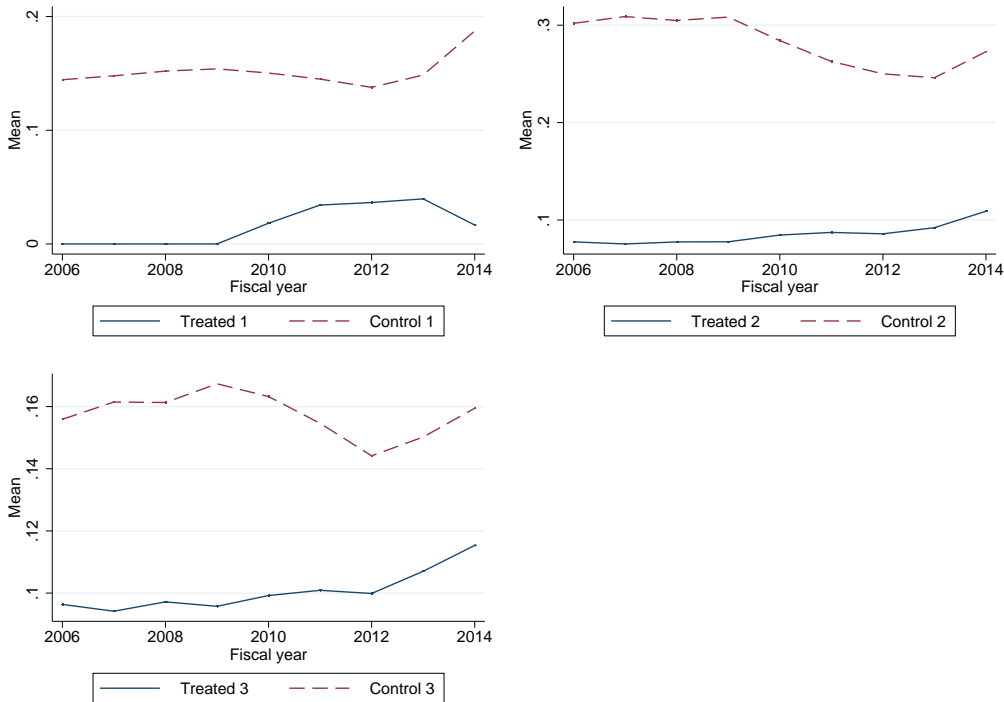 .2
.1
0
Mean
2006 2008 2010 2012 2014
Fiscal year
Treated 1 Control 1
.3
.2
.1
Mean
2006 2008 2010 2012 2014
Fiscal year
Treated 2 Control 2
.16
.14
.12
.1
Mean
2006 2008 2010 2012 2014
Fiscal year
Treated 3 Control 3